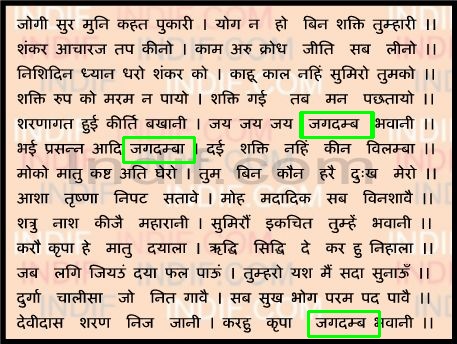 जोगी सुर मुनि कहत पुकारी । योग न हो बिन शक्ति तुम्हारी ।।
शंकर आचारज तप कीनो । काम अरु क्रोध जीति सब लीनो ।।
निशिदिन ध्यान धरो शंकर को । काहू काल नहिं सुमिरो तुमको ।।
शक्ति रुप को मरम न पायो । शक्ति गई तब मन पछतायो ।।
शरणागत हुई कीर्ति बखानी । जय जय जय जगदम्ब भवानी ।।
भई प्रसन्न आदि जगदम्बा । दई शक्ति नहिं कीन विलम्बा ।।
मोको मातु कष्ट अति घेरो । तुम बिन कौन हरै दुःख मेरो ।।
आशा तृष्णा निपट सतावे । मोह मदादिक सब विनशावै ।।
शत्रु नाश कीजै महारानी । सुमिरौं इकचित तुम्हें भवानी ।।
करौ कृपा हे मातु दयाला । ऋद्धि सिद्धि दे कर हु निहाला ।।
जब लगि जियउं दया फल पाऊं । तुम्हरो यश मैं सदा सुनाऊँ ।।
दुर्गा चालीसा जो नित गावै । सब सुख भोग परम पद पावै ।।
देवीदास शरण निज जानी । करहु कृपा जगदम्ब भवानी ।।